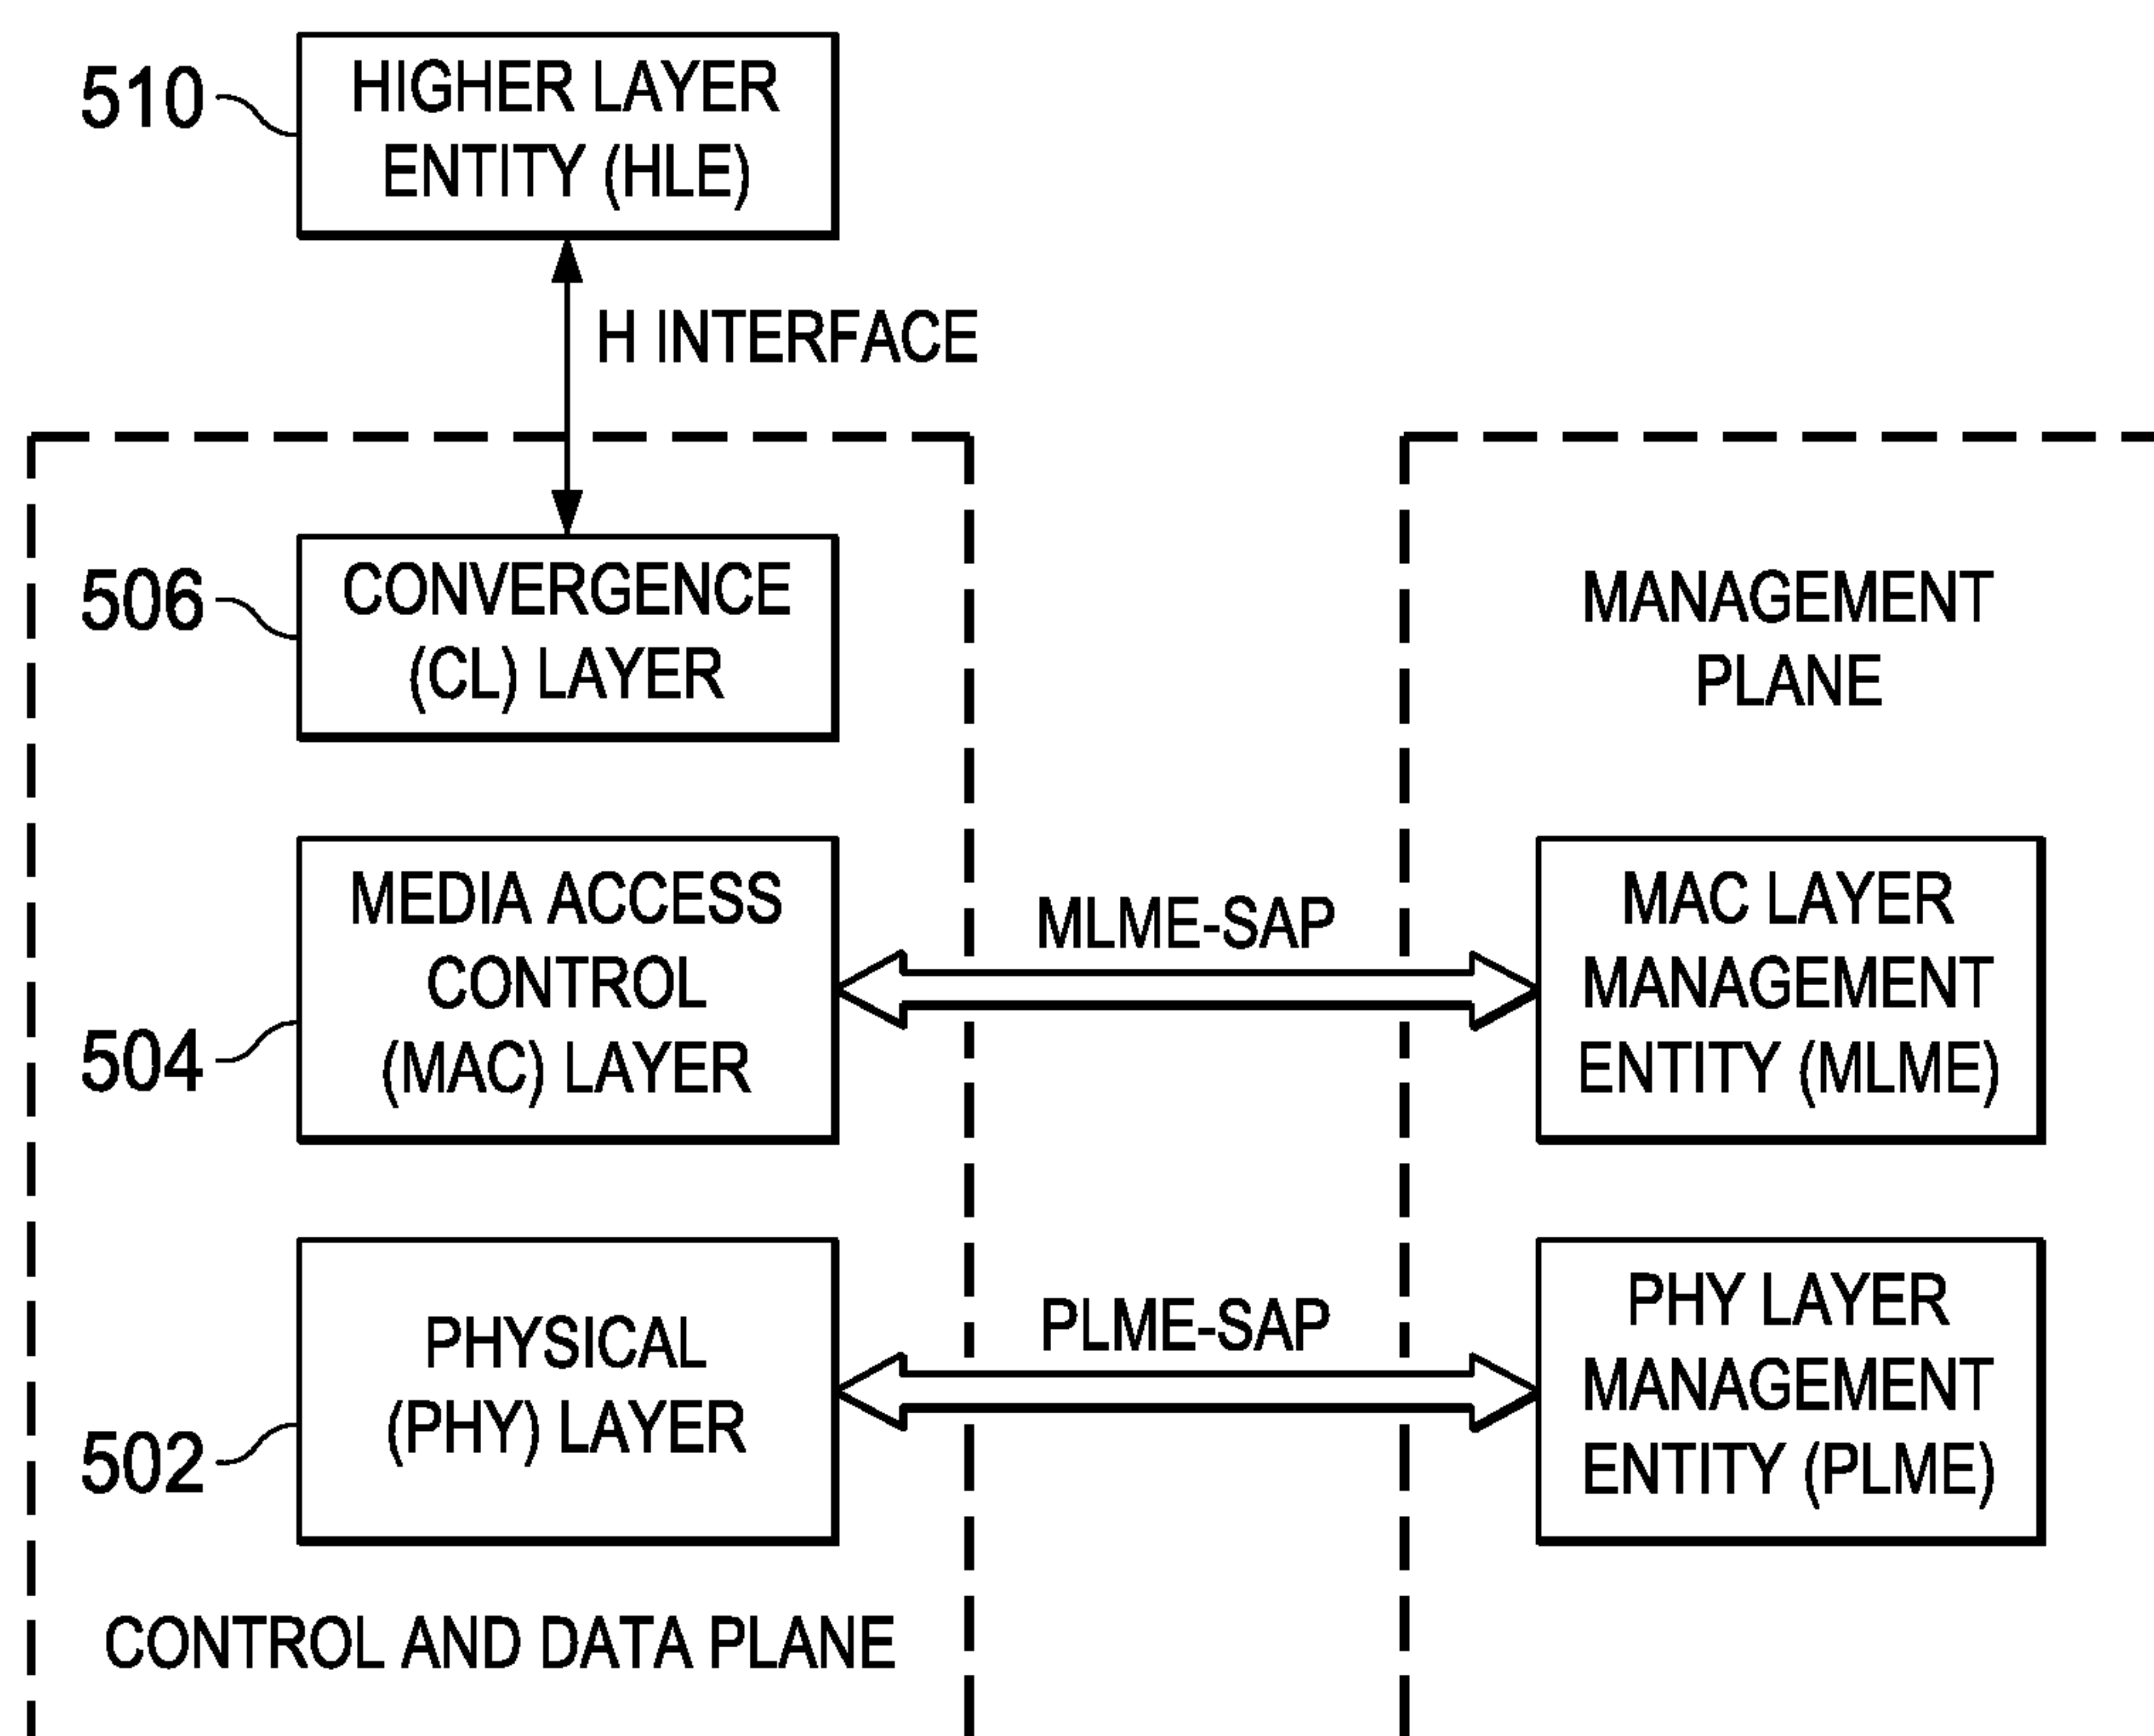 510
HIGHER LAYER
ENTITY (HLE)
H INTERFACE
506
CONVERGENCE
(CL) LAYER
MANAGEMENT
PLANE
504
MEDIA ACCESS
CONTROL
(MAC) LAYER
MLME-SAP
MAC LAYER
MANAGEMENT
ENTITY (MLME)
502
PHYSICAL
(PHY) LAYER
PLME-SAP
PHY LAYER
MANAGEMENT
ENTITY (PLME)
CONTROL AND DATA PLANE